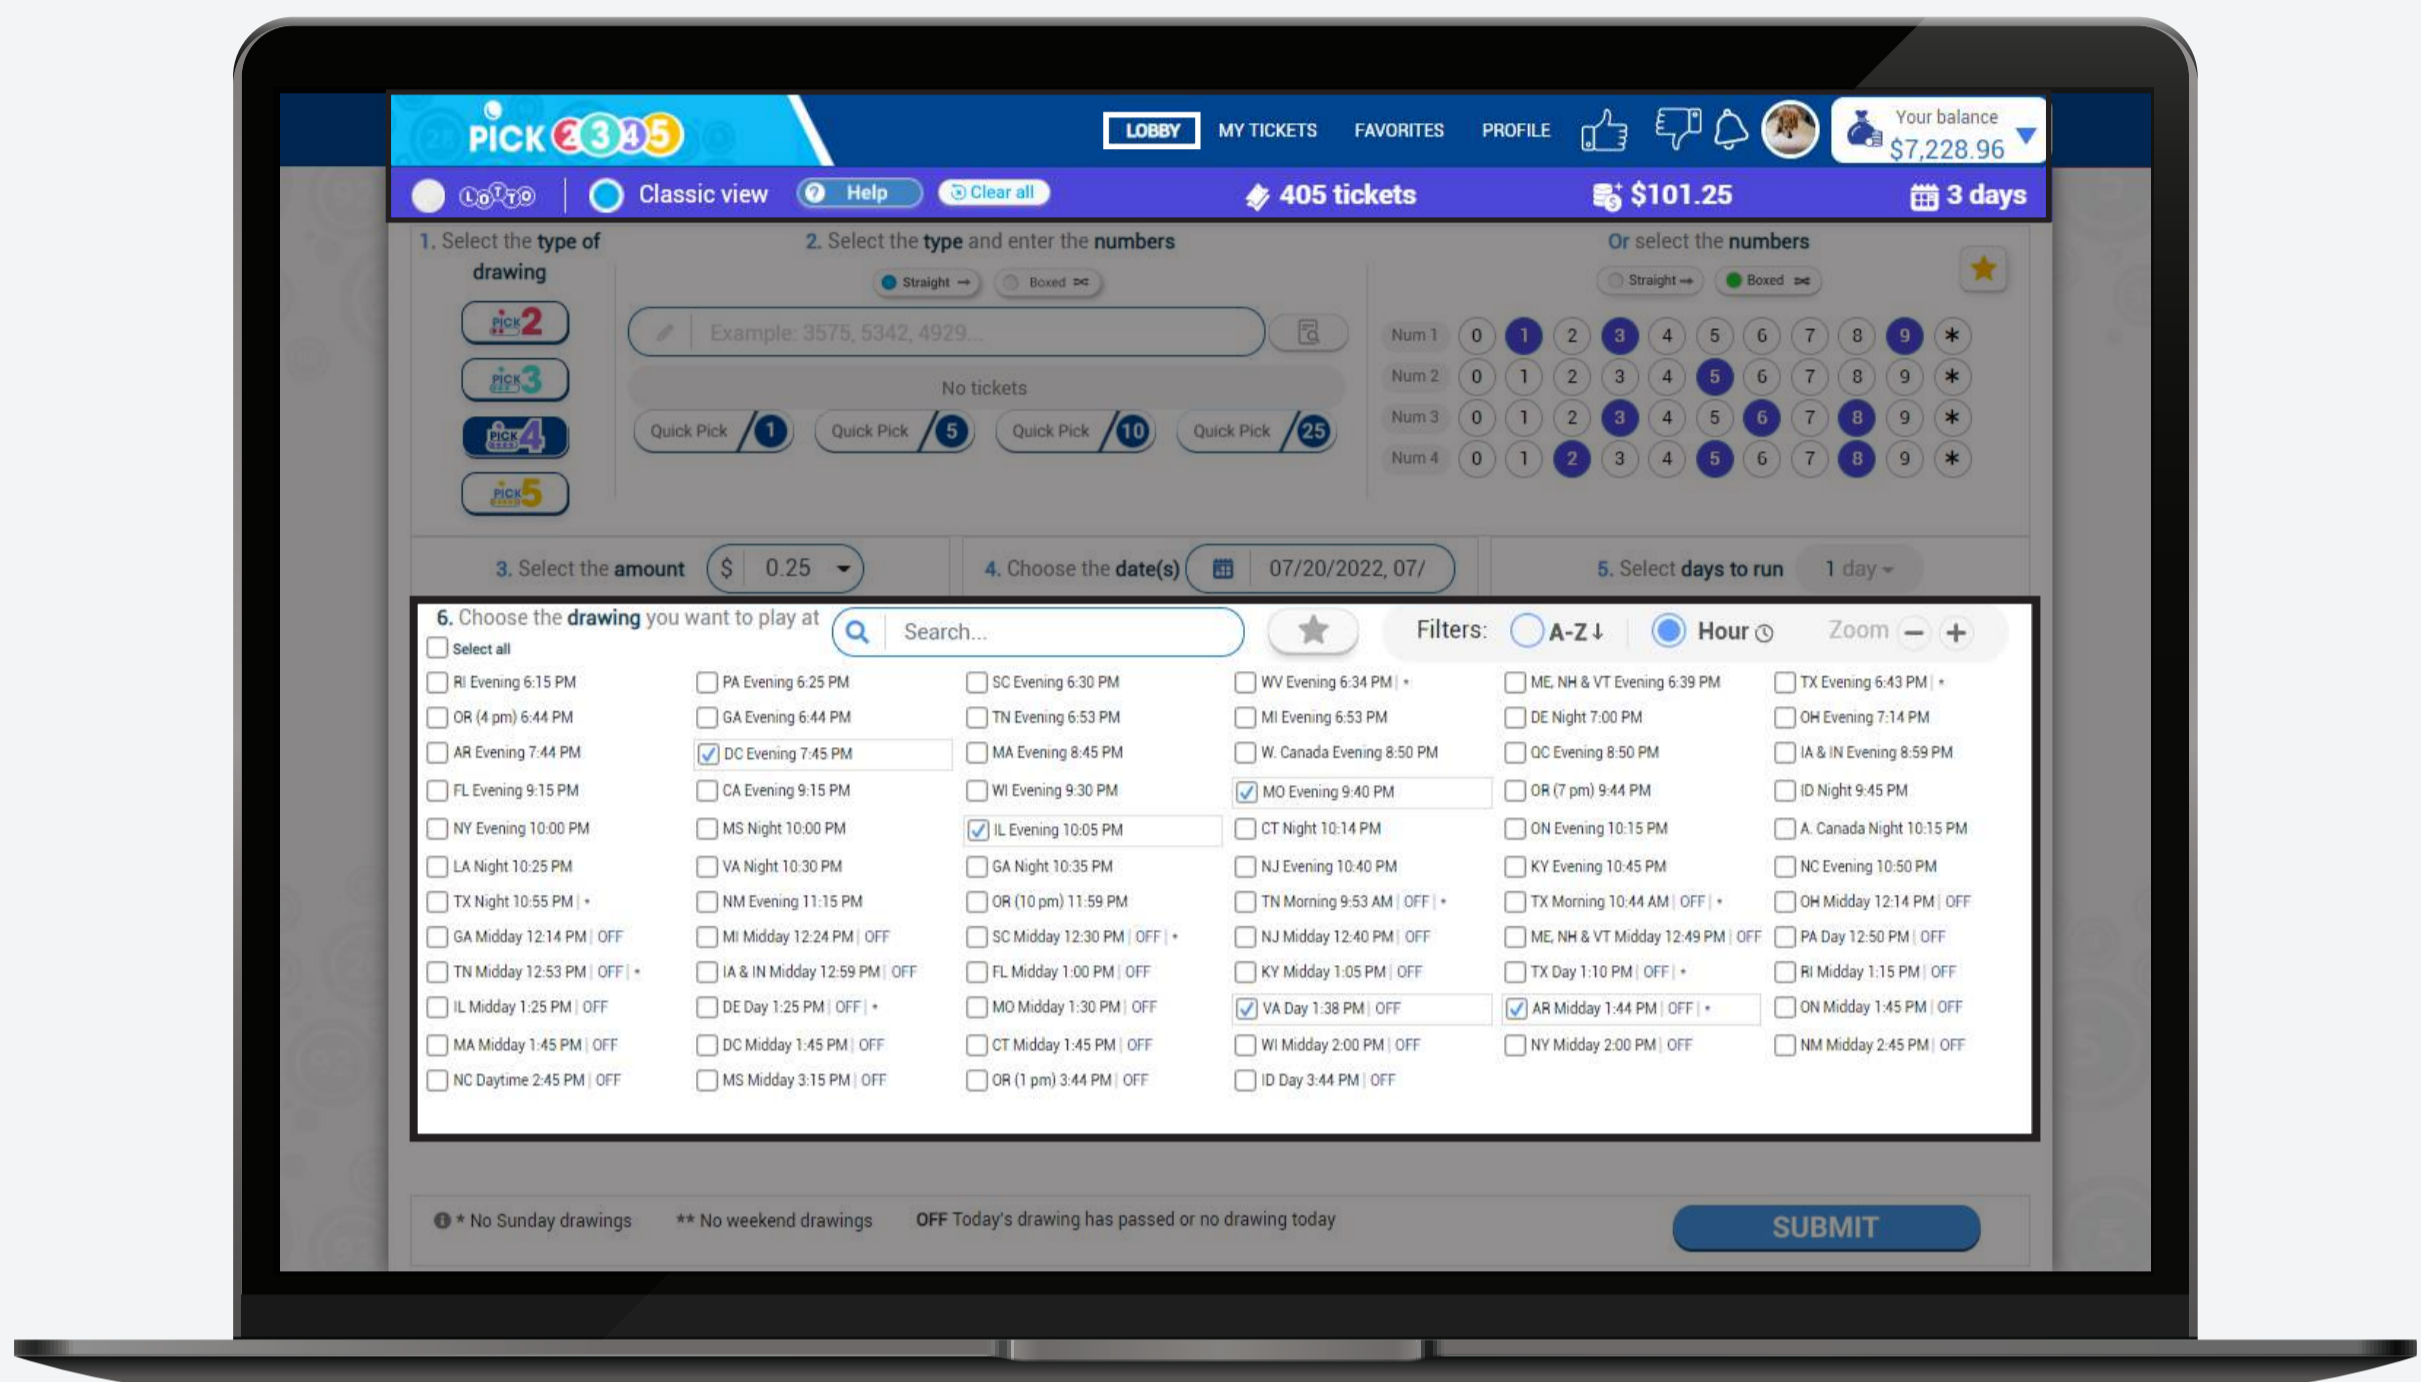 PiCK 2345
LOBBY MY TICKETS FAVORITES PROFILE
Your balance
$7,228.96
LOTTO Classic view ? Help Clear all 405 tickets $101.25 3 days
1. Select the type of drawing
PICK 2
PICK 3
PICK 4
PICK 5
2. Select the type and enter the numbers
Straight → Boxed
Example: 3575, 5342, 4929...
No tickets
Quick Pick /1 Quick Pick /5 Quick Pick /10 Quick Pick /25
Or select the numbers
Straight → Boxed
Num 1 0 1 2 3 4 5 6 7 8 9 *
Num 2 0 1 2 3 4 5 6 7 8 9 *
Num 3 0 1 2 3 4 5 6 7 8 9 *
Num 4 0 1 2 3 4 5 6 7 8 9 *
3. Select the amount $ 0.25
4. Choose the date(s) 07/20/2022, 07/
5. Select days to run 1 day
6. Choose the drawing you want to play at Search... Filters: A-Z↓ Hour Zoom − +
Select all
RI Evening 6:15 PM PA Evening 6:25 PM SC Evening 6:30 PM WV Evening 6:34 PM | * ME, NH & VT Evening 6:39 PM TX Evening 6:43 PM | *
OR (4 pm) 6:44 PM GA Evening 6:44 PM TN Evening 6:53 PM MI Evening 6:53 PM DE Night 7:00 PM OH Evening 7:14 PM
AR Evening 7:44 PM DC Evening 7:45 PM MA Evening 8:45 PM W. Canada Evening 8:50 PM QC Evening 8:50 PM IA & IN Evening 8:59 PM
FL Evening 9:15 PM CA Evening 9:15 PM WI Evening 9:30 PM MO Evening 9:40 PM OR (7 pm) 9:44 PM ID Night 9:45 PM
NY Evening 10:00 PM MS Night 10:00 PM IL Evening 10:05 PM CT Night 10:14 PM ON Evening 10:15 PM A. Canada Night 10:15 PM
LA Night 10:25 PM VA Night 10:30 PM GA Night 10:35 PM NJ Evening 10:40 PM KY Evening 10:45 PM NC Evening 10:50 PM
TX Night 10:55 PM | * NM Evening 11:15 PM OR (10 pm) 11:59 PM TN Morning 9:53 AM | OFF | * TX Morning 10:44 AM | OFF | * OH Midday 12:14 PM | OFF
GA Midday 12:14 PM | OFF MI Midday 12:24 PM | OFF SC Midday 12:30 PM | OFF | * NJ Midday 12:40 PM | OFF ME, NH & VT Midday 12:49 PM | OFF PA Day 12:50 PM | OFF
TN Midday 12:53 PM | OFF | * IA & IN Midday 12:59 PM | OFF FL Midday 1:00 PM | OFF KY Midday 1:05 PM | OFF TX Day 1:10 PM | OFF | * RI Midday 1:15 PM | OFF
IL Midday 1:25 PM | OFF DE Day 1:25 PM | OFF | * MO Midday 1:30 PM | OFF VA Day 1:38 PM | OFF AR Midday 1:44 PM | OFF | * ON Midday 1:45 PM | OFF
MA Midday 1:45 PM | OFF DC Midday 1:45 PM | OFF CT Midday 1:45 PM | OFF WI Midday 2:00 PM | OFF NY Midday 2:00 PM | OFF NM Midday 2:45 PM | OFF
NC Daytime 2:45 PM | OFF MS Midday 3:15 PM | OFF OR (1 pm) 3:44 PM | OFF ID Day 3:44 PM | OFF
* No Sunday drawings ** No weekend drawings OFF Today's drawing has passed or no drawing today
SUBMIT